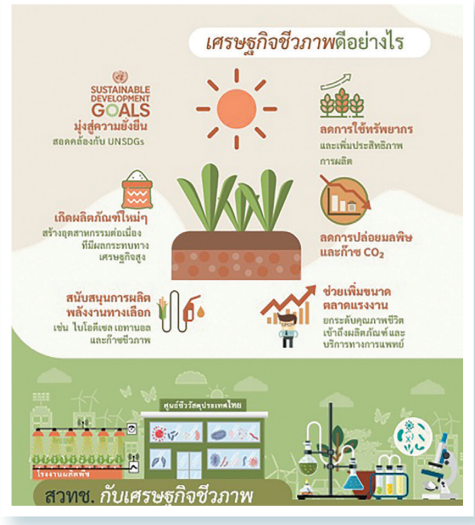 เศรษฐกิจชีวภาพดีอย่างไร
SUSTAINABLE
DEVELOPMENT
GOALS
มุ่งสู่ความยั่งยืน
สอดคล้องกับ UNSDGs
ลดการใช้ทรัพยากร
และเพิ่มประสิทธิภาพ
การผลิต
เกิดผลิตภัณฑ์ใหม่ๆ
สร้างอุตสาหกรรมต่อเนื่อง
ที่มีผลกระทบทาง
เศรษฐกิจสูง
ลดการปล่อยมลพิษ
และก๊าซ CO₂
สนับสนุนการผลิต
พลังงานทางเลือก
เช่น ไบโอดีเซล เอทานอล
และก๊าซชีวภาพ
ช่วยเพิ่มขนาด
ตลาดแรงงาน
ยกระดับคุณภาพชีวิต
เข้าถึงผลิตภัณฑ์และ
บริการทางการแพทย์
ศูนย์ชีววัสดุประเทศไทย
โรงงานผลิตพืช
สวทช. กับเศรษฐกิจชีวภาพ